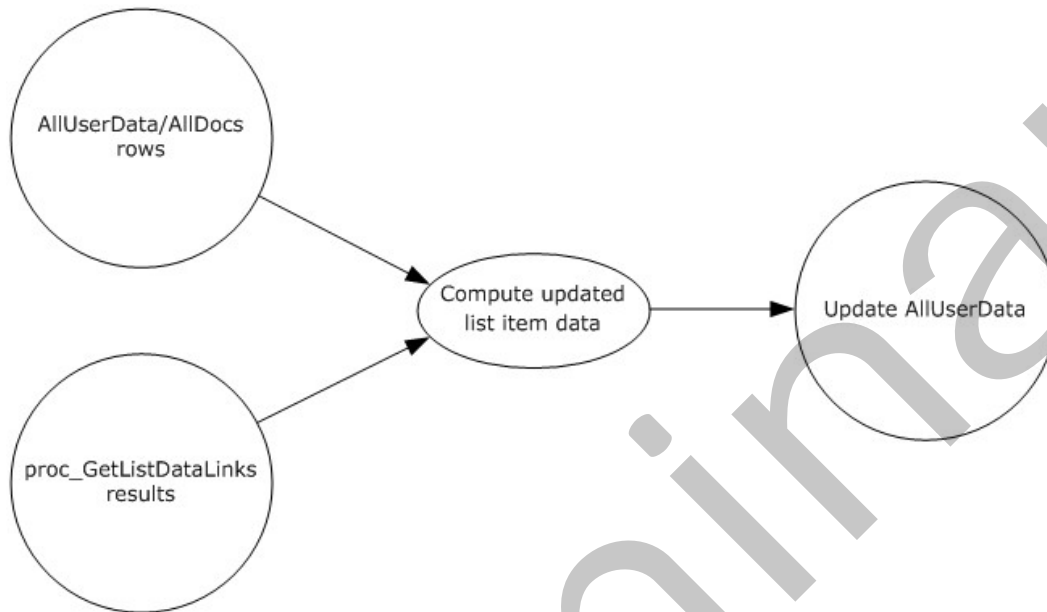 AllUserData/AllDocs
rows
Compute updated
list item data
Update AllUserData
proc_GetListDataLinks
results